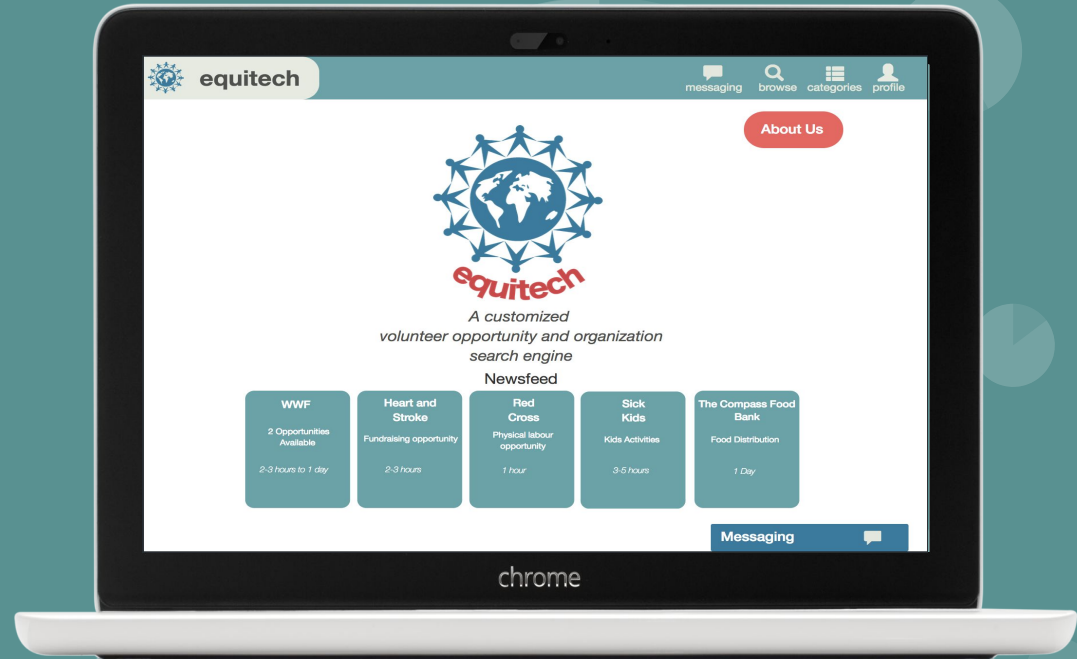 equitech
messaging browse categories profile
About Us
equitech
A customized
volunteer opportunity and organization
search engine
Newsfeed
WWF
2 Opportunities
Available
2-3 hours to 1 day
Heart and
Stroke
Fundraising opportunity
2-3 hours
Red
Cross
Physical labour
opportunity
1 hour
Sick
Kids
Kids Activities
3-5 hours
The Compass Food
Bank
Food Distribution
1 Day
Messaging
chrome